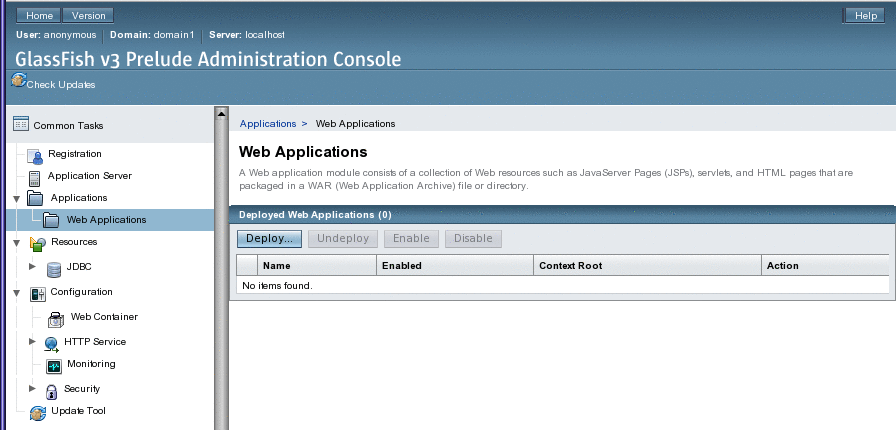 Home Version Help
User: anonymous Domain: domain1 Server: localhost
GlassFish v3 Prelude Administration Console
Check Updates
Common Tasks
Registration
Application Server
Applications
Web Applications
Resources
JDBC
Configuration
Web Container
HTTP Service
Monitoring
Security
Update Tool
Applications > Web Applications
Web Applications
A Web application module consists of a collection of Web resources such as JavaServer Pages (JSPs), servlets, and HTML pages that are
packaged in a WAR (Web Application Archive) file or directory.
Deployed Web Applications (0)
Deploy... Undeploy Enable Disable
Name Enabled Context Root Action
No items found.